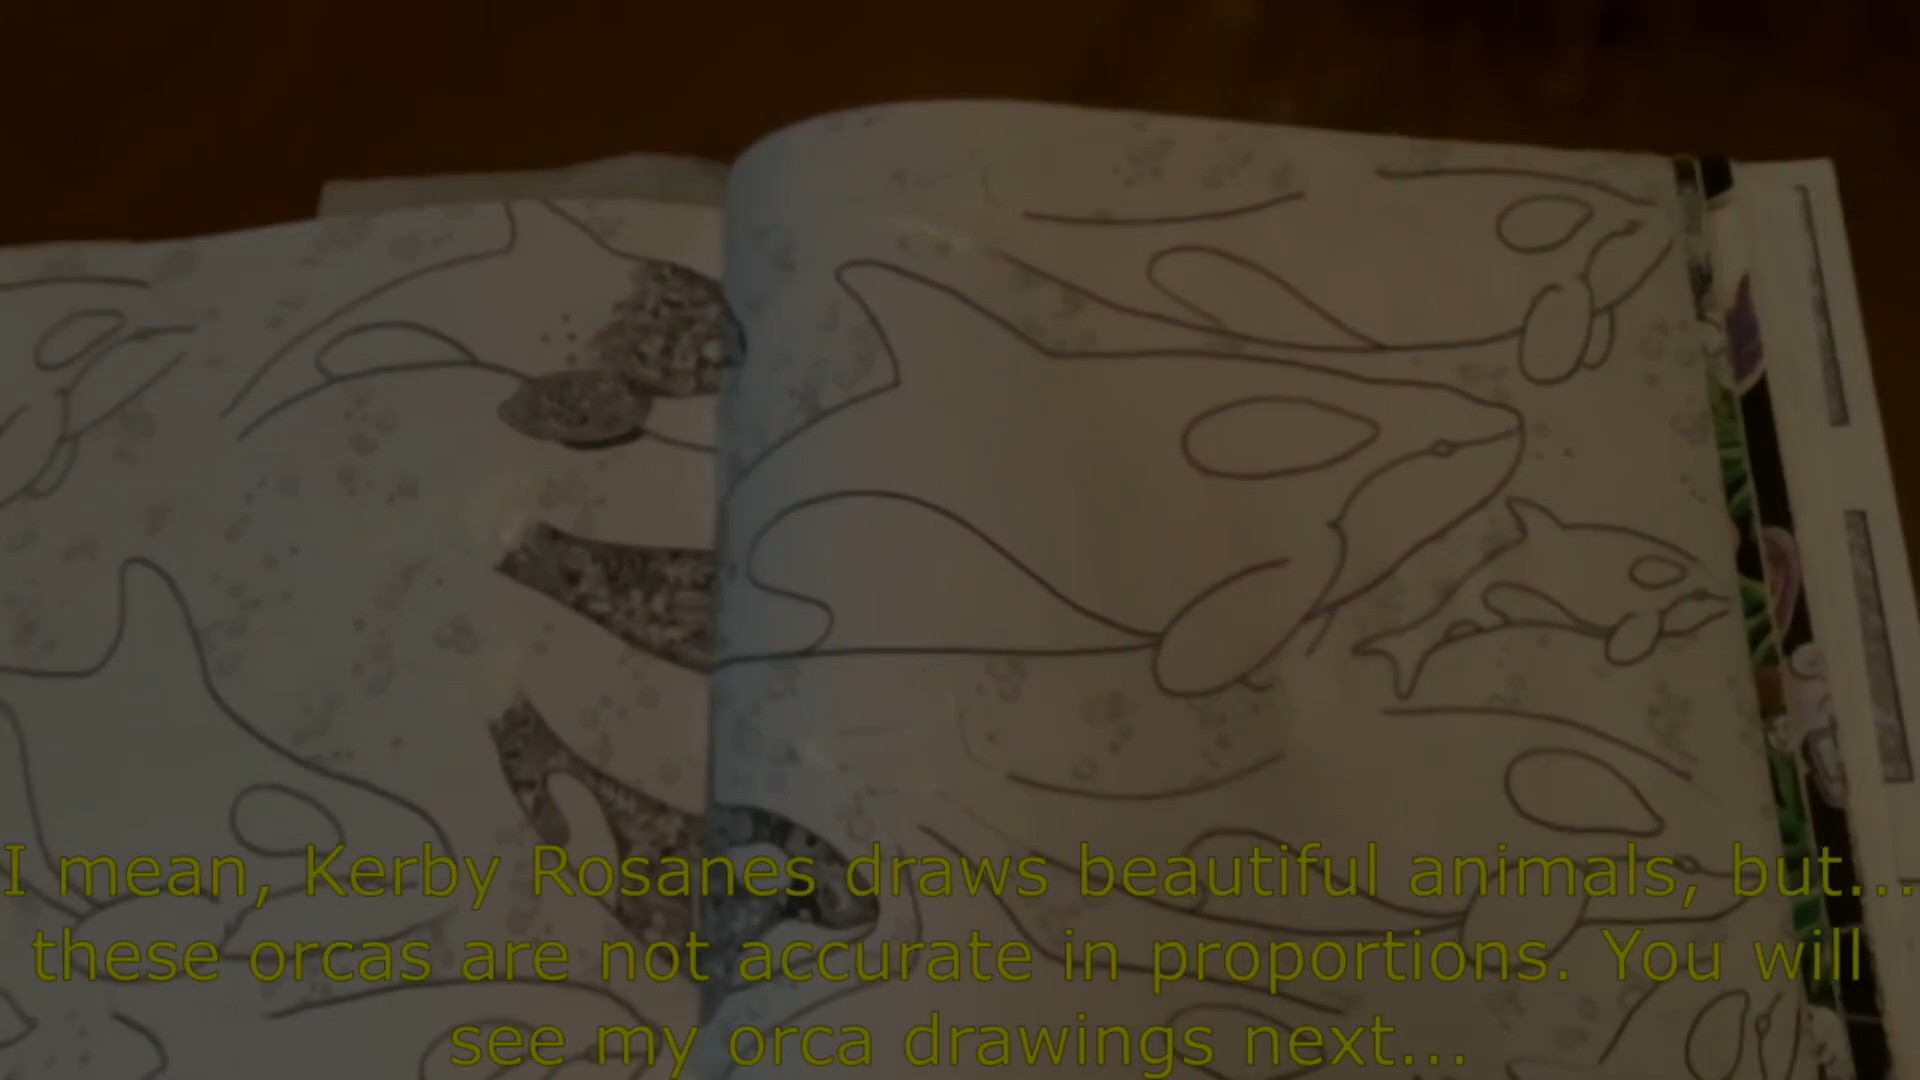 I mean, Kerby Rosanes draws beautiful animals, but...
these orcas are not accurate in proportions. You will
see my orca drawings next...